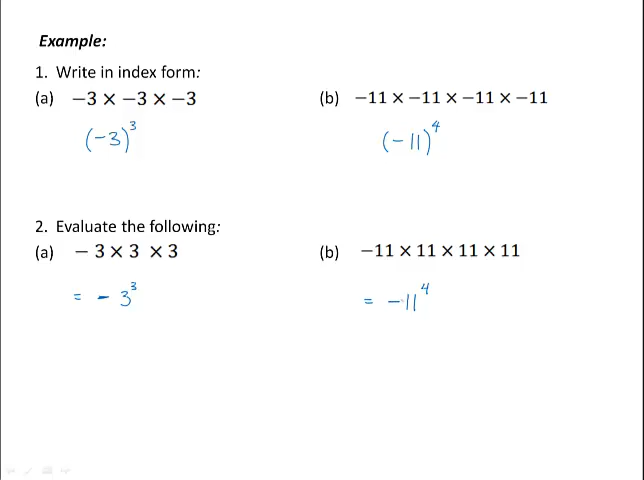 Example:
1. Write in index form:
(a) −3 × −3 × −3
(b) −11 × −11 × −11 × −11
(−3)³
(−11)⁴
2. Evaluate the following:
(a) − 3 × 3 × 3
(b) −11 × 11 × 11 × 11
= − 3³
= −11⁴